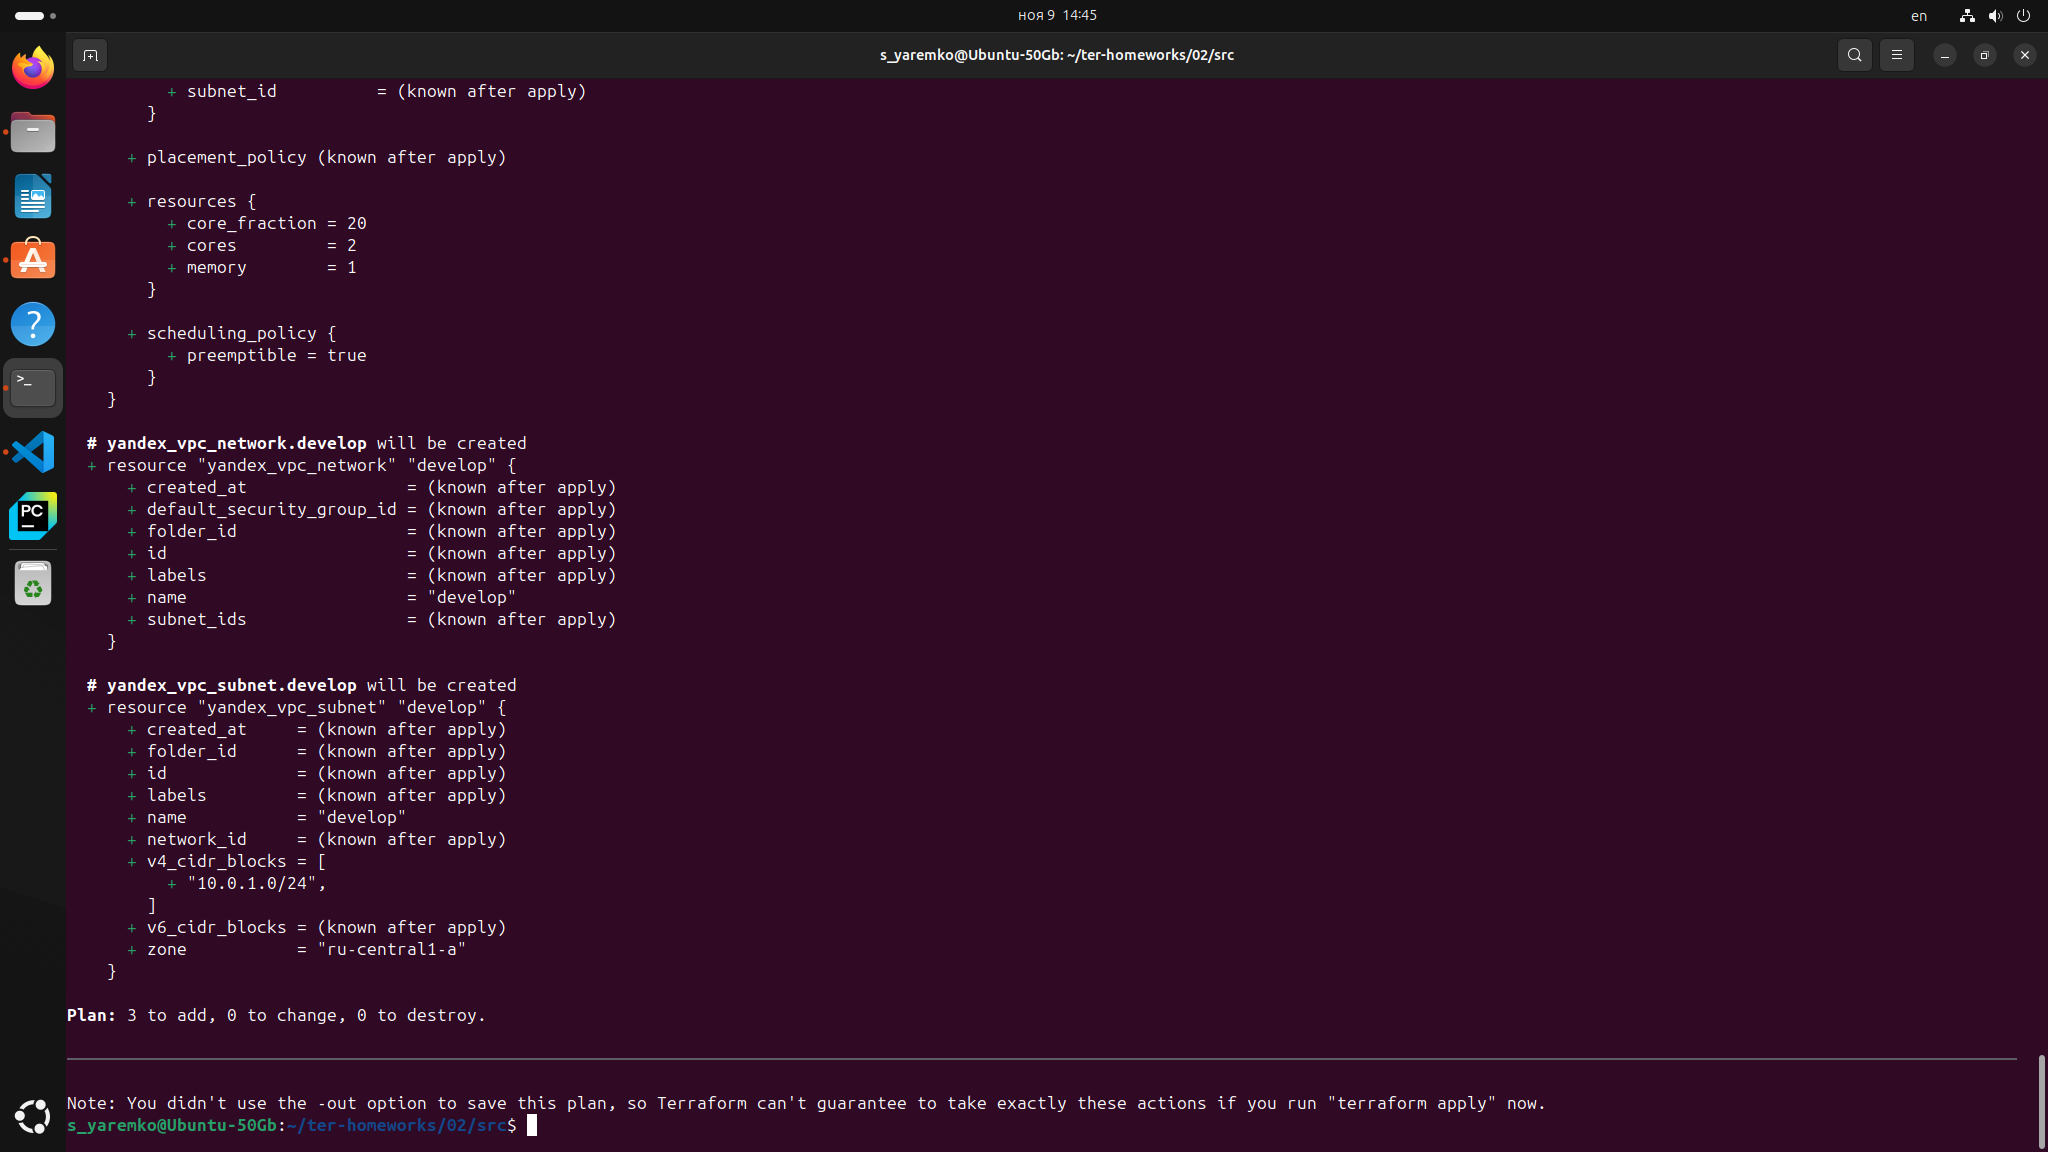 ноя 9  14:45
en
s_yaremko@Ubuntu-50Gb: ~/ter-homeworks/02/src
          + subnet_id          = (known after apply)
        }

      + placement_policy (known after apply)

      + resources {
          + core_fraction = 20
          + cores         = 2
          + memory        = 1
        }

      + scheduling_policy {
          + preemptible = true
        }
    }

  # yandex_vpc_network.develop will be created
  + resource "yandex_vpc_network" "develop" {
      + created_at                = (known after apply)
      + default_security_group_id = (known after apply)
      + folder_id                 = (known after apply)
      + id                        = (known after apply)
      + labels                    = (known after apply)
      + name                      = "develop"
      + subnet_ids                = (known after apply)
    }

  # yandex_vpc_subnet.develop will be created
  + resource "yandex_vpc_subnet" "develop" {
      + created_at     = (known after apply)
      + folder_id      = (known after apply)
      + id             = (known after apply)
      + labels         = (known after apply)
      + name           = "develop"
      + network_id     = (known after apply)
      + v4_cidr_blocks = [
          + "10.0.1.0/24",
        ]
      + v6_cidr_blocks = (known after apply)
      + zone           = "ru-central1-a"
    }

Plan: 3 to add, 0 to change, 0 to destroy.

Note: You didn't use the -out option to save this plan, so Terraform can't guarantee to take exactly these actions if you run "terraform apply" now.
s_yaremko@Ubuntu-50Gb:~/ter-homeworks/02/src$
PC